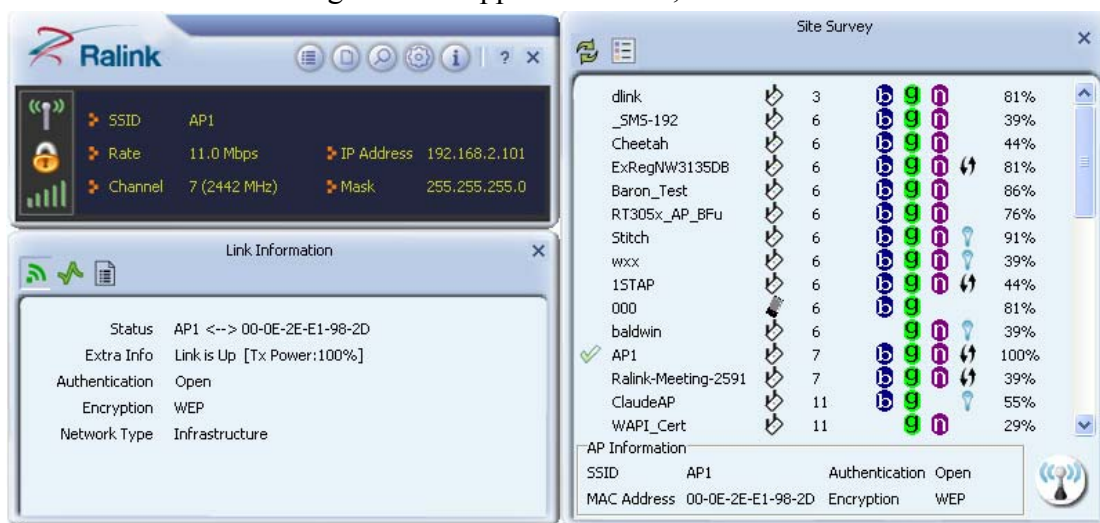 Ralink
? ×
SSID AP1
Rate 11.0 Mbps IP Address 192.168.2.101
Channel 7 (2442 MHz) Mask 255.255.255.0
Link Information ×
Status AP1 <--> 00-0E-2E-E1-98-2D
Extra Info Link is Up [Tx Power:100%]
Authentication Open
Encryption WEP
Network Type Infrastructure
Site Survey ×
dlink 3 b g n 81%
_SMS-192 6 b g n 39%
Cheetah 6 b g n 44%
ExRegNW3135DB 6 b g n 81%
Baron_Test 6 b g n 86%
RT305x_AP_BFu 6 b g n 76%
Stitch 6 b g n 91%
wxx 6 b g n 39%
1STAP 6 b g n 44%
000 6 b g 81%
baldwin 6 g n 39%
AP1 7 b g n 100%
Ralink-Meeting-2591 7 b g n 39%
ClaudeAP 11 b g 55%
WAPI_Cert 11 g n 29%
AP Information
SSID AP1 Authentication Open
MAC Address 00-0E-2E-E1-98-2D Encryption WEP